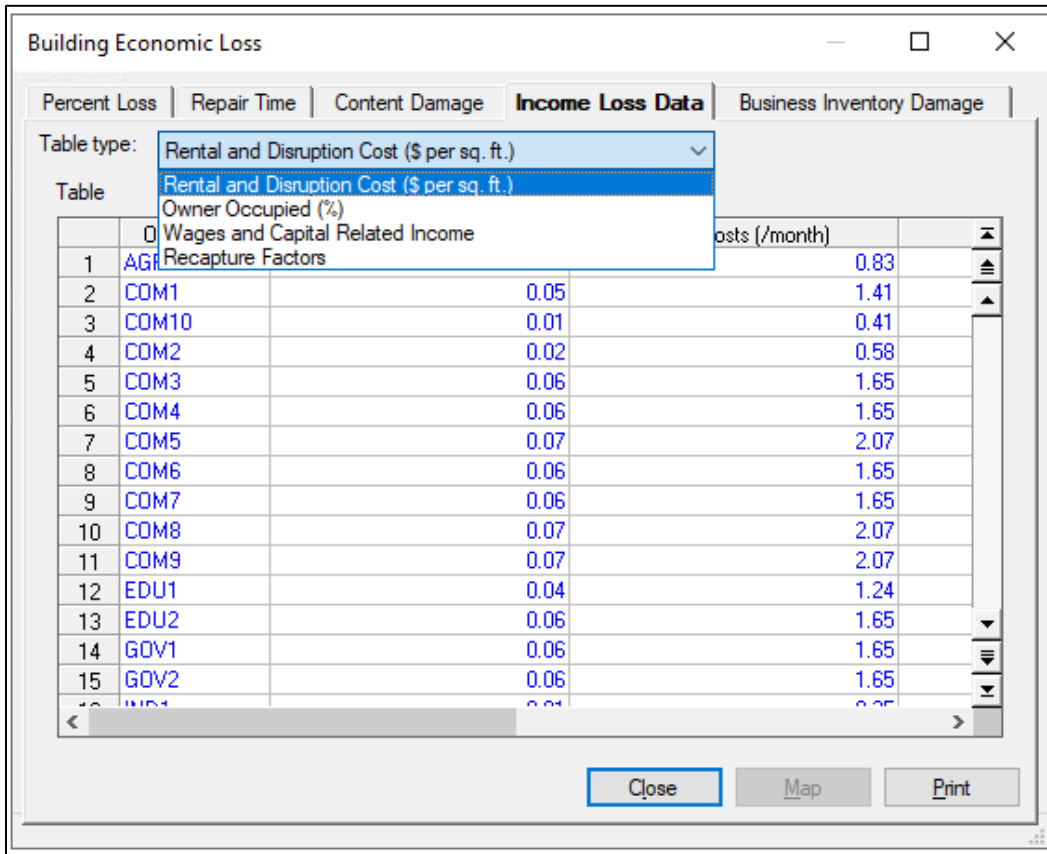 Building Economic Loss
Percent Loss Repair Time Content Damage Income Loss Data Business Inventory Damage
Table type: Rental and Disruption Cost ($ per sq. ft.)
Rental and Disruption Cost ($ per sq. ft.)
Table
Owner Occupied (%)
Wages and Capital Related Income
Recapture Factors
osts (/month)
1 0.83
2 COM1 0.05 1.41
3 COM10 0.01 0.41
4 COM2 0.02 0.58
5 COM3 0.06 1.65
6 COM4 0.06 1.65
7 COM5 0.07 2.07
8 COM6 0.06 1.65
9 COM7 0.06 1.65
10 COM8 0.07 2.07
11 COM9 0.07 2.07
12 EDU1 0.04 1.24
13 EDU2 0.06 1.65
14 GOV1 0.06 1.65
15 GOV2 0.06 1.65
Close Map Print